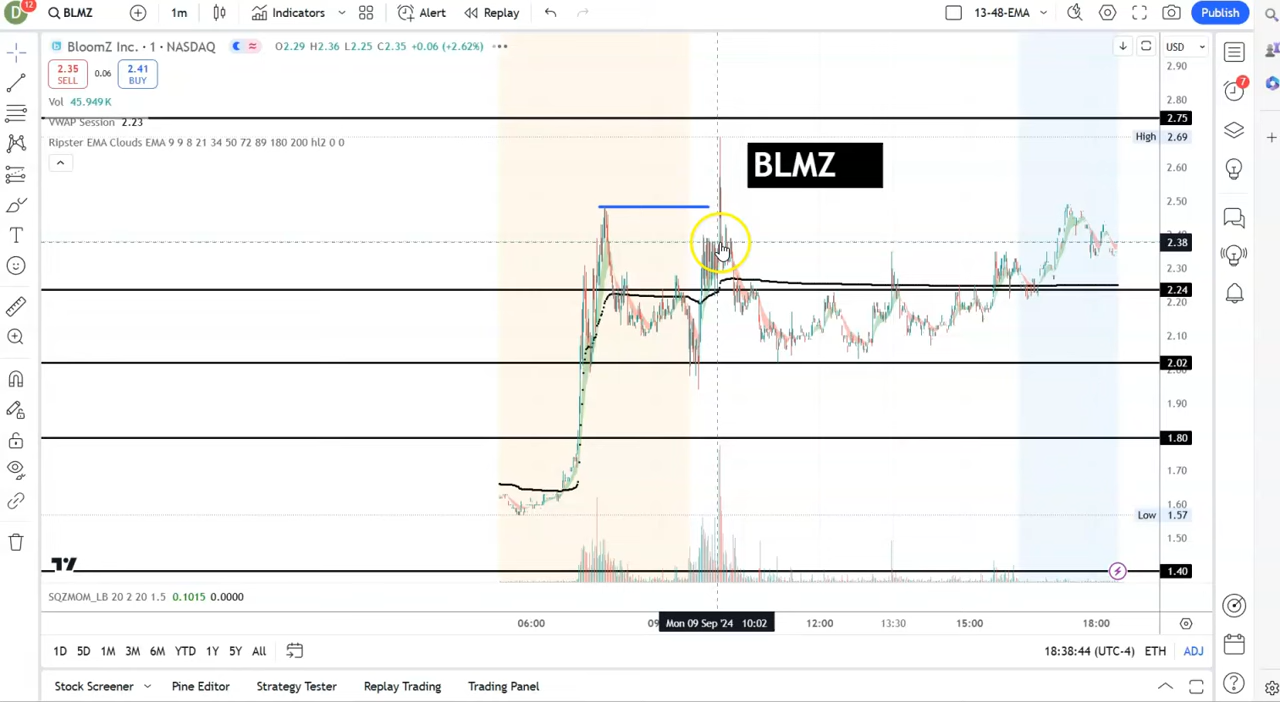 D 12 BLMZ 1m Indicators Alert Replay 13-48-EMA Publish
BloomZ Inc. · 1 · NASDAQ O2.29 H2.36 L2.25 C2.35 +0.06 (+2.62%) USD
2.35 SELL 0.06 2.41 BUY
Vol 45.949K
VWAP Session 2.23
Ripster EMA Clouds EMA 9 9 8 21 34 50 72 89 180 200 hl2 0 0
7
2.90
2.80
2.75
High 2.69
2.60
BLMZ
2.50
2.38
2.30
2.24
2.20
2.10
2.02
2.00
1.90
1.80
1.70
1.60
Low 1.57
1.50
1.40
SQZMOM_LB 20 2 20 1.5 0.1015 0.0000
06:00 09 Mon 09 Sep '24 10:02 12:00 13:30 15:00 18:00
1D 5D 1M 3M 6M YTD 1Y 5Y All 18:38:44 (UTC-4) ETH ADJ
Stock Screener Pine Editor Strategy Tester Replay Trading Trading Panel